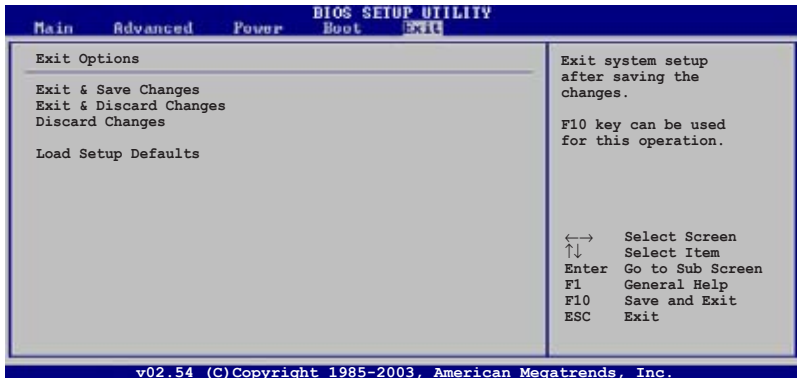 BIOS SETUP UTILITY
Main Advanced Power Boot Exit
Exit Options
Exit & Save Changes
Exit & Discard Changes
Discard Changes
Load Setup Defaults
Exit system setup
after saving the
changes.
F10 key can be used
for this operation.
←→ Select Screen
↑↓ Select Item
Enter Go to Sub Screen
F1 General Help
F10 Save and Exit
ESC Exit
v02.54 (C)Copyright 1985-2003, American Megatrends, Inc.